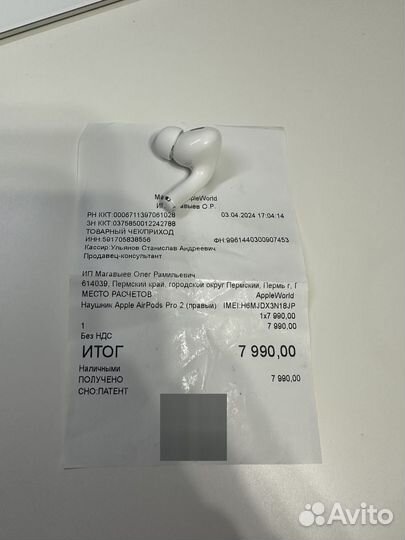 AppleWorld
О.Р.
РН ККТ:0006711397061028 03.04.2024 17:04:14
ЗН ККТ:03758500012242788
ТОВАРНЫЙ ЧЕК/ПРИХОД
ИНН:591705838556 ФН:9961440300907453
Кассир:Ульянов Станислав Андреевич
Продавец-консультант
ИП Магавыев Олег Рамильевич
614039, Пермский край, городской округ Пермский, Пермь г, Г
МЕСТО РАСЧЕТОВ AppleWorld
Наушник Apple AirPods Pro 2 (правый) IMEI:H6MJDX3N18JP
1x7 990,00
1 7 990,00
Без НДС
ИТОГ 7 990,00
Наличными
ПОЛУЧЕНО 7 990,00
СНО:ПАТЕНТ
Avito